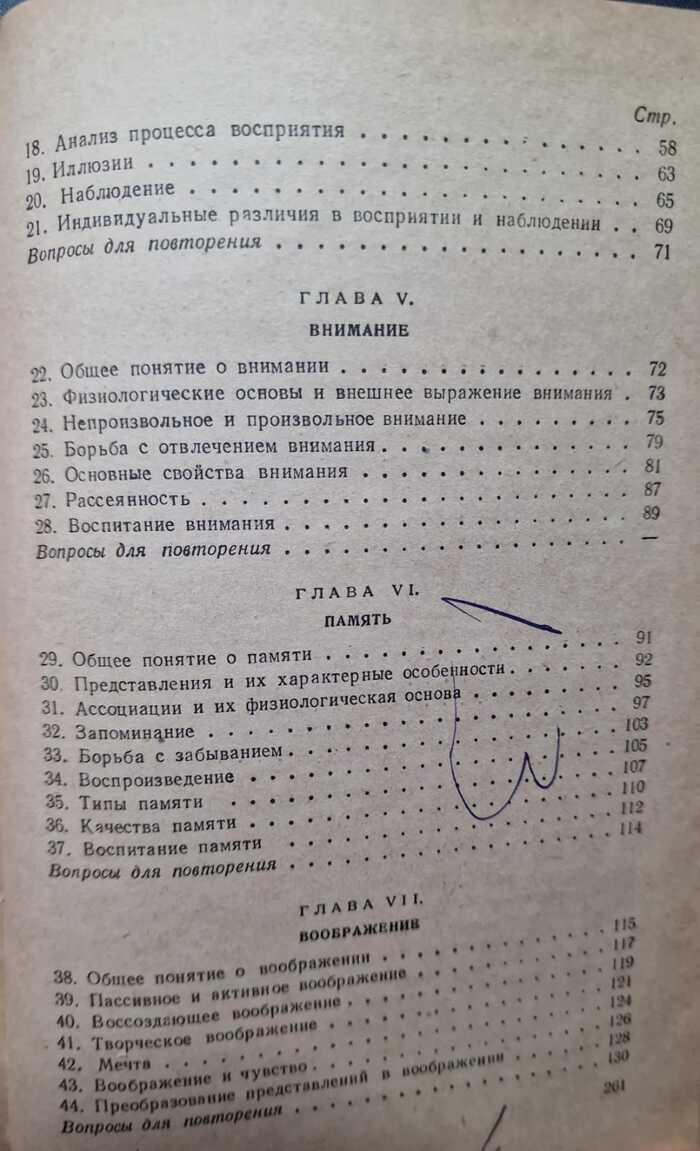 Стр.
18. Анализ процесса восприятия . . . . . . . . . . . . 58
19. Иллюзии . . . . . . . . . . . . . . . . . . . . 63
20. Наблюдение . . . . . . . . . . . . . . . . . . 65
21. Индивидуальные различия в восприятии и наблюдении . . 69
Вопросы для повторения . . . . . . . . . . . . . . . 71
ГЛАВА V.
ВНИМАНИЕ
22. Общее понятие о внимании . . . . . . . . . . . . . 72
23. Физиологические основы и внешнее выражение внимания . 73
24. Непроизвольное и произвольное внимание . . . . . . . 75
25. Борьба с отвлечением внимания . . . . . . . . . . . 79
26. Основные свойства внимания . . . . . . . . . . . . 81
27. Рассеянность . . . . . . . . . . . . . . . . . . 87
28. Воспитание внимания . . . . . . . . . . . . . . . 89
Вопросы для повторения . . . . . . . . . . . . . . . —
ГЛАВА VI.
ПАМЯТЬ
29. Общее понятие о памяти . . . . . . . . . . . . . . 91
30. Представления и их характерные особенности . . . . . . 92
31. Ассоциации и их физиологическая основа . . . . . . . 95
32. Запоминание . . . . . . . . . . . . . . . . . . 97
33. Борьба с забыванием . . . . . . . . . . . . . . . 103
34. Воспроизведение . . . . . . . . . . . . . . . . 105
35. Типы памяти . . . . . . . . . . . . . . . . . . 107
36. Качества памяти . . . . . . . . . . . . . . . . 110
37. Воспитание памяти . . . . . . . . . . . . . . . 112
Вопросы для повторения . . . . . . . . . . . . . . . 114
ГЛАВА VII.
ВООБРАЖЕНИЕ
38. Общее понятие о воображении . . . . . . . . . . . . 115
39. Пассивное и активное воображение . . . . . . . . . . 117
40. Воссоздающее воображение . . . . . . . . . . . . . 119
41. Творческое воображение . . . . . . . . . . . . . . 121
42. Мечта . . . . . . . . . . . . . . . . . . . . . 124
43. Воображение и чувство . . . . . . . . . . . . . . 126
44. Преобразование представлений в воображении . . . . . . 128
Вопросы для повторения . . . . . . . . . . . . . . . 130
261